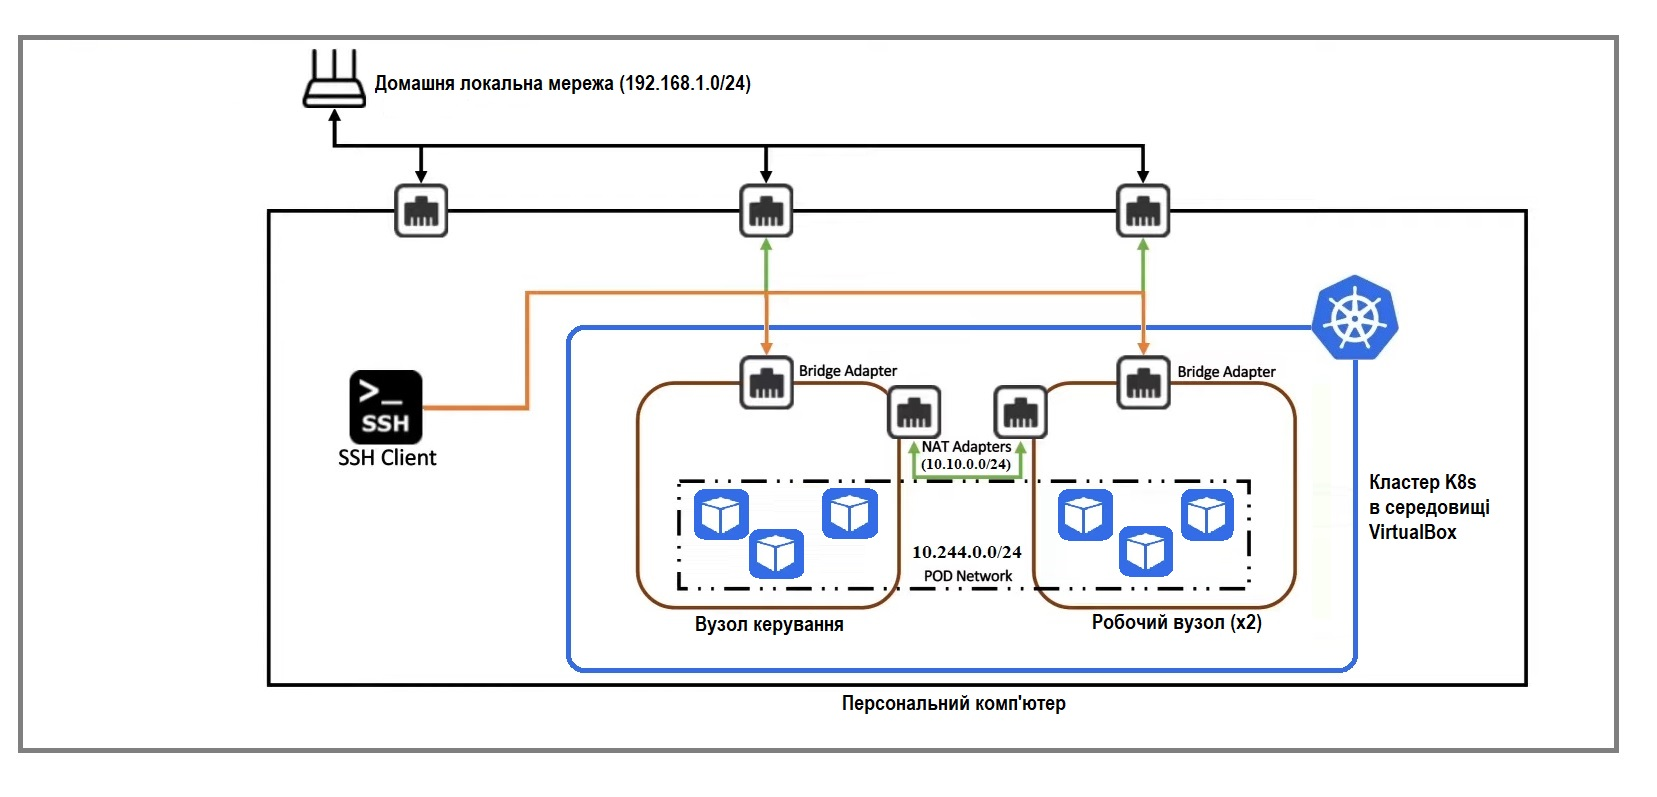 Домашня локальна мережа (192.168.1.0/24)
>_
SSH
SSH Client
Bridge Adapter
Bridge Adapter
NAT Adapters
(10.10.0.0/24)
10.244.0.0/24
POD Network
Вузол керування
Робочий вузол (x2)
Кластер K8s
в середовищі
VirtualBox
Персональний комп'ютер